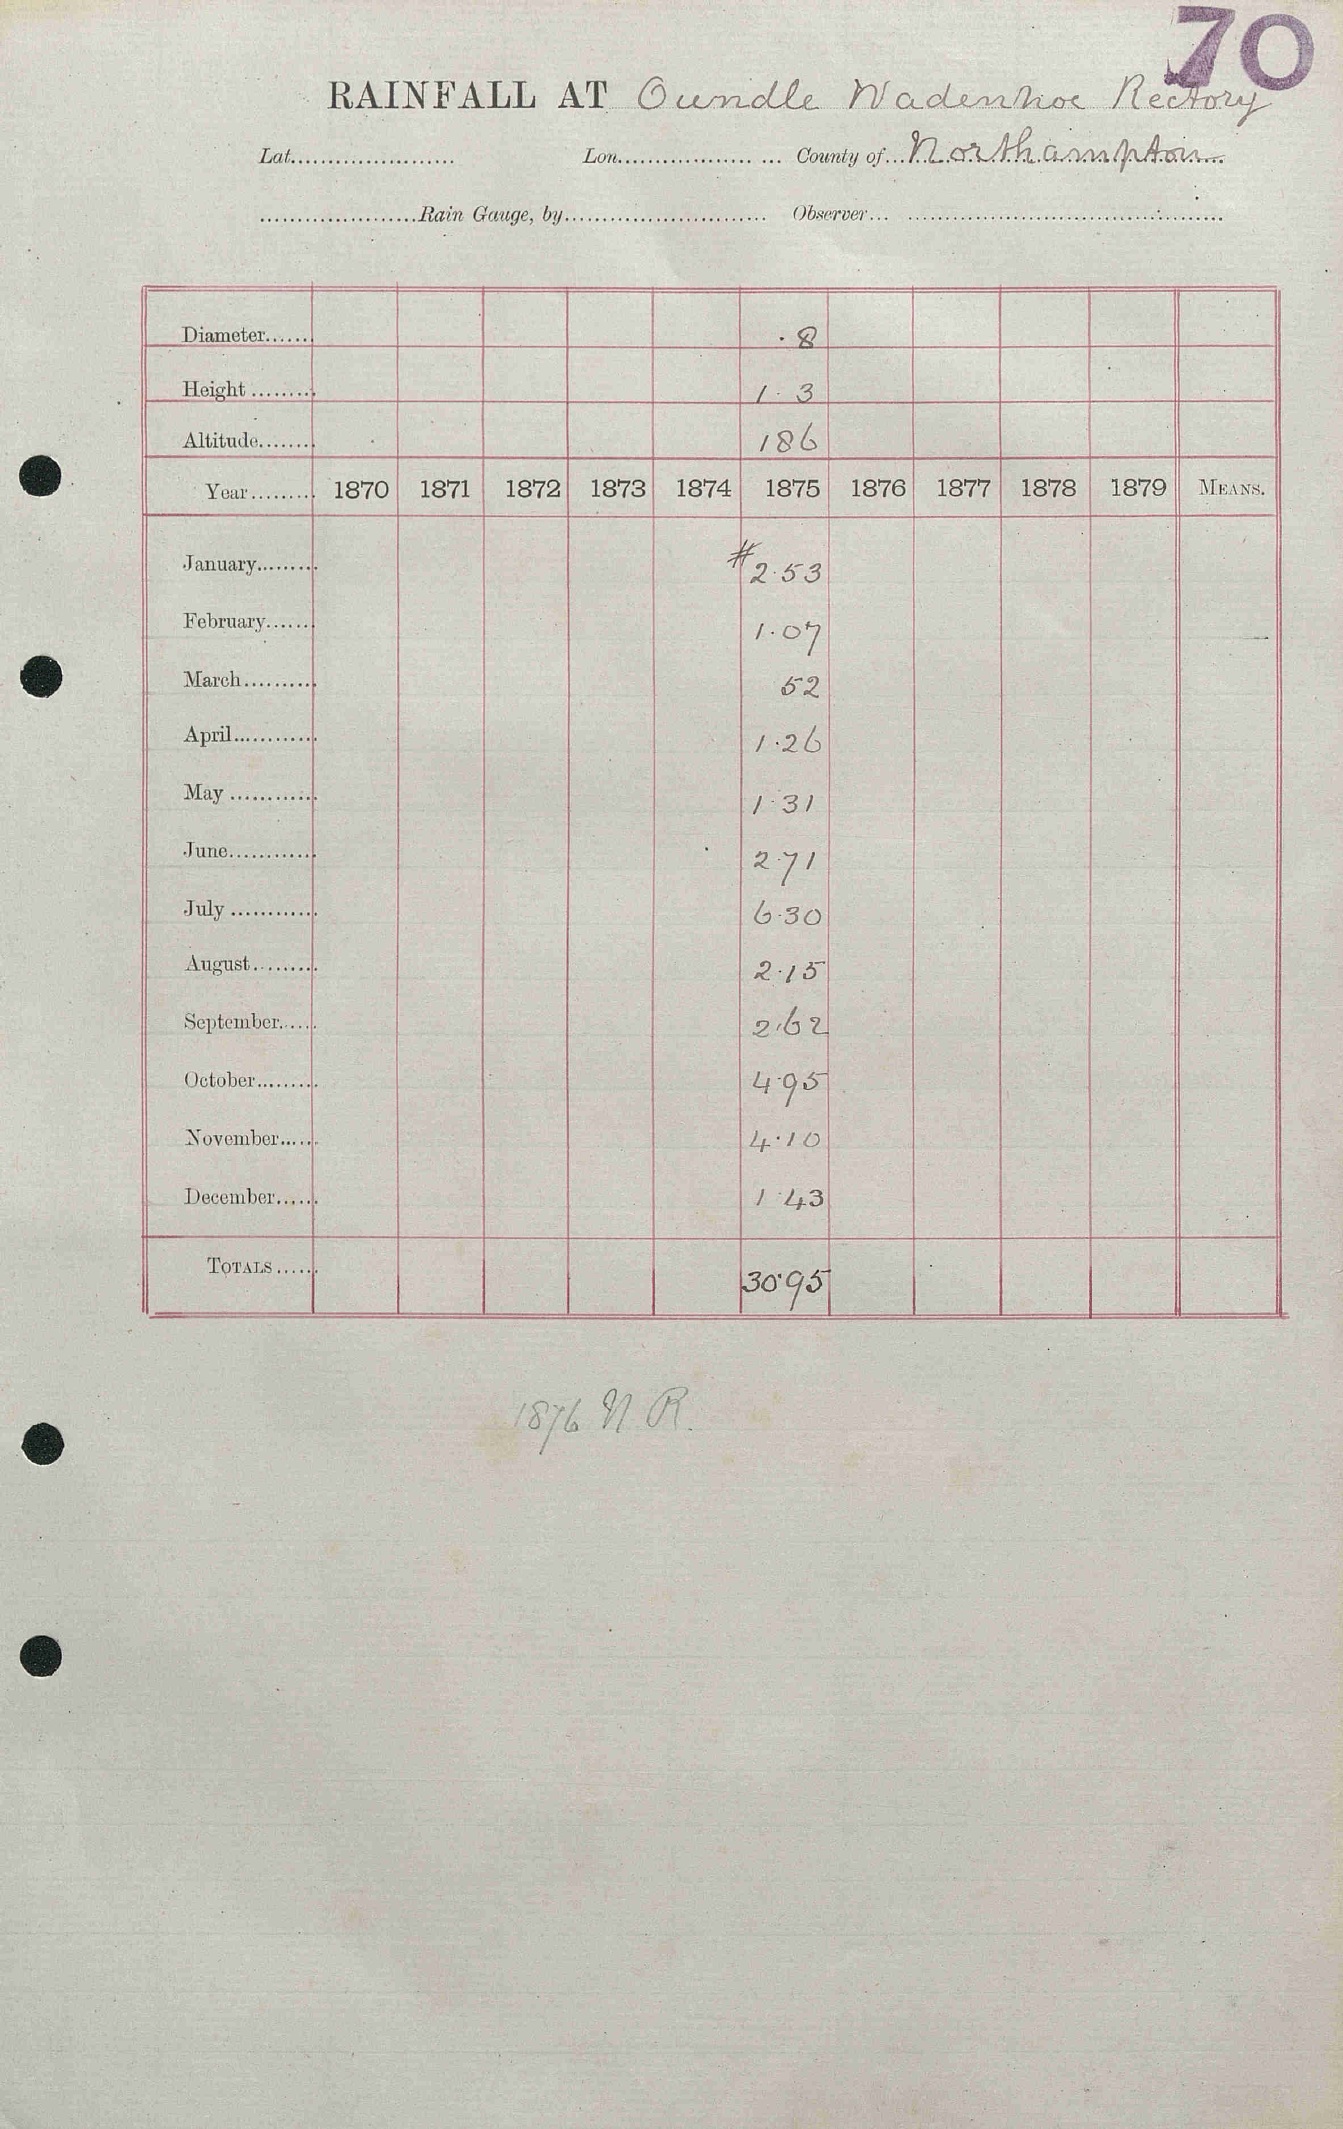 70
RAINFALL AT Oundle Wadenhoe Rectory
Lat...................... Lon..................... County of...Northampton...
.....................Rain Gauge, by........................... Observer... ..........................................
Diameter...... · 8
Height ......... 1 · 3
Altitude........ 186
Year......... 1870 1871 1872 1873 1874 1875 1876 1877 1878 1879 MEANS.
January......... #2·53
February....... 1·07
March.......... 52
April............ 1·26
May ............ 1·31
June............ 2·71
July ............ 6·30
August......... 2·15
September..... 2·62
October......... 4·95
November...... 4·10
December...... 1·43
TOTALS...... 30·95
1876 N R.